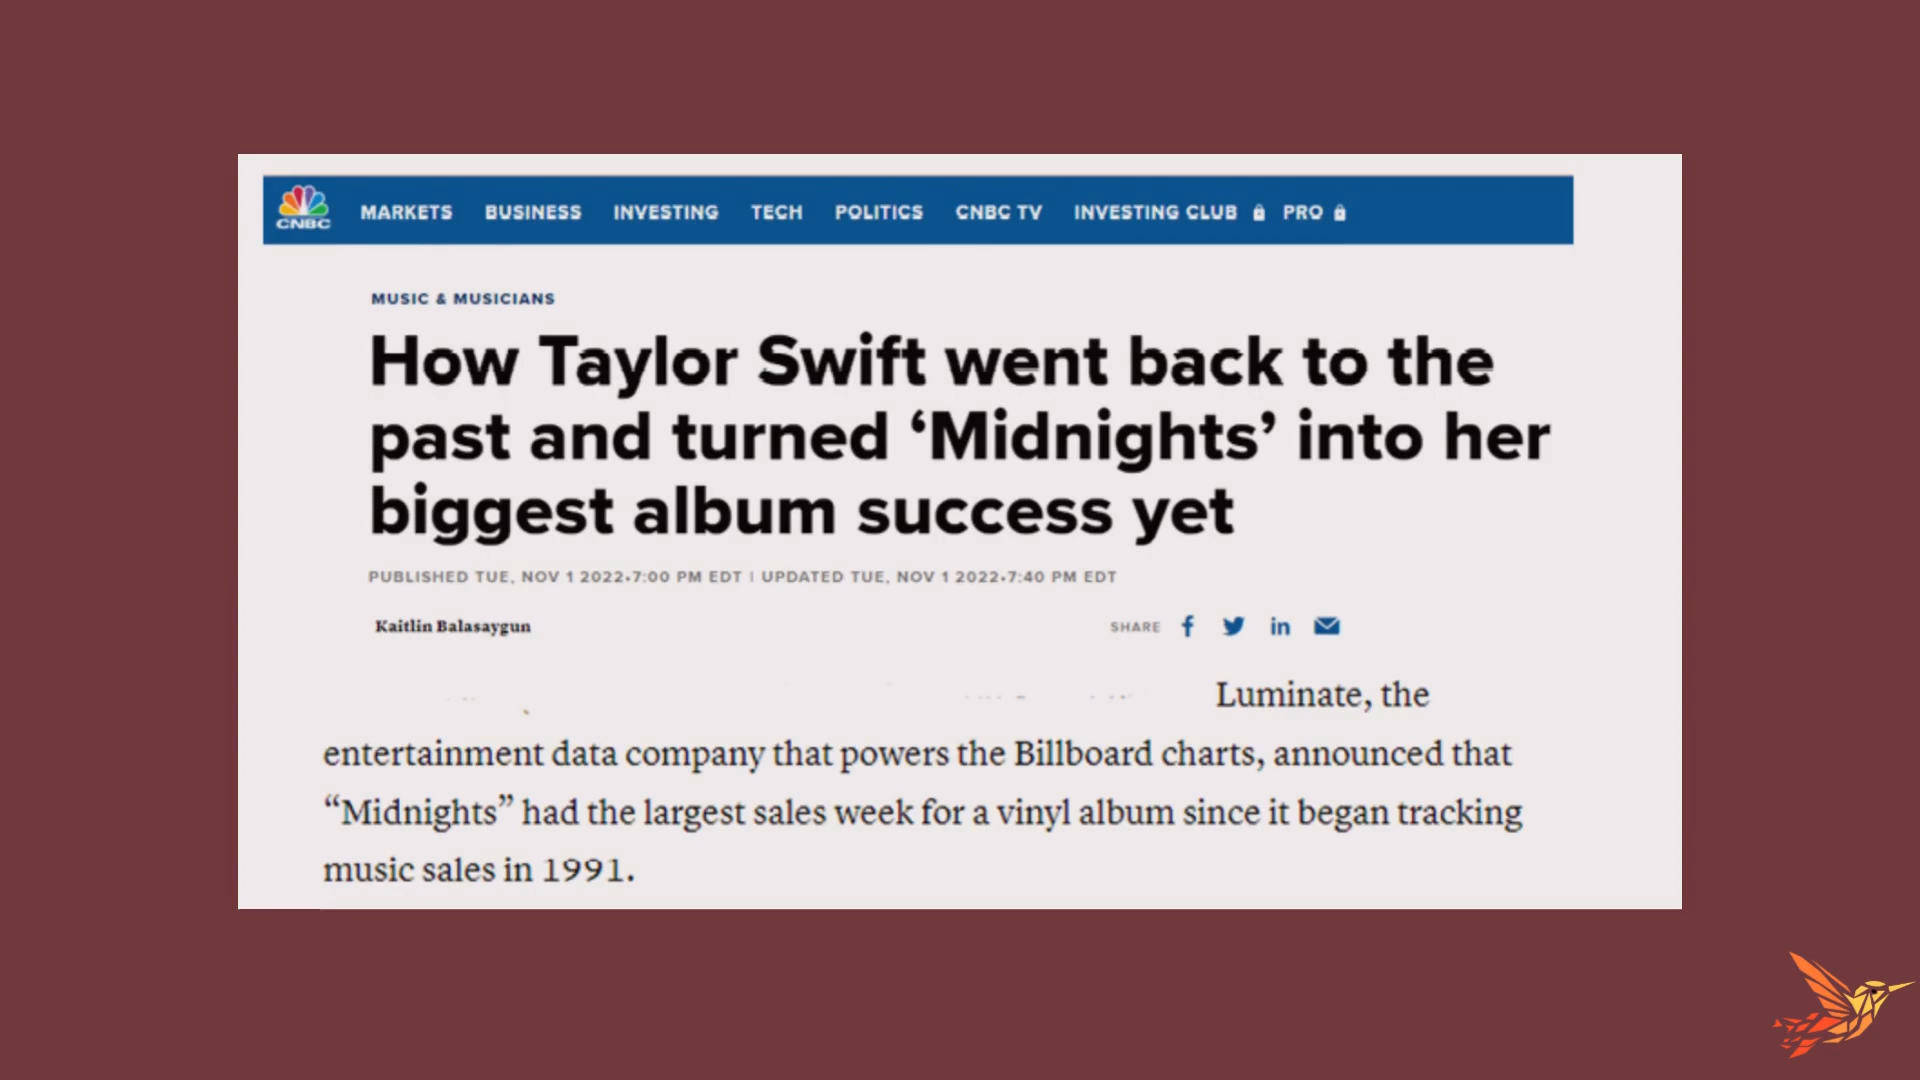 CNBC
MARKETS BUSINESS INVESTING TECH POLITICS CNBC TV INVESTING CLUB PRO
MUSIC & MUSICIANS
How Taylor Swift went back to the
past and turned ‘Midnights’ into her
biggest album success yet
PUBLISHED TUE, NOV 1 2022•7:00 PM EDT | UPDATED TUE, NOV 1 2022•7:40 PM EDT
Kaitlin Balasaygun
SHARE
Luminate, the
entertainment data company that powers the Billboard charts, announced that
“Midnights” had the largest sales week for a vinyl album since it began tracking
music sales in 1991.